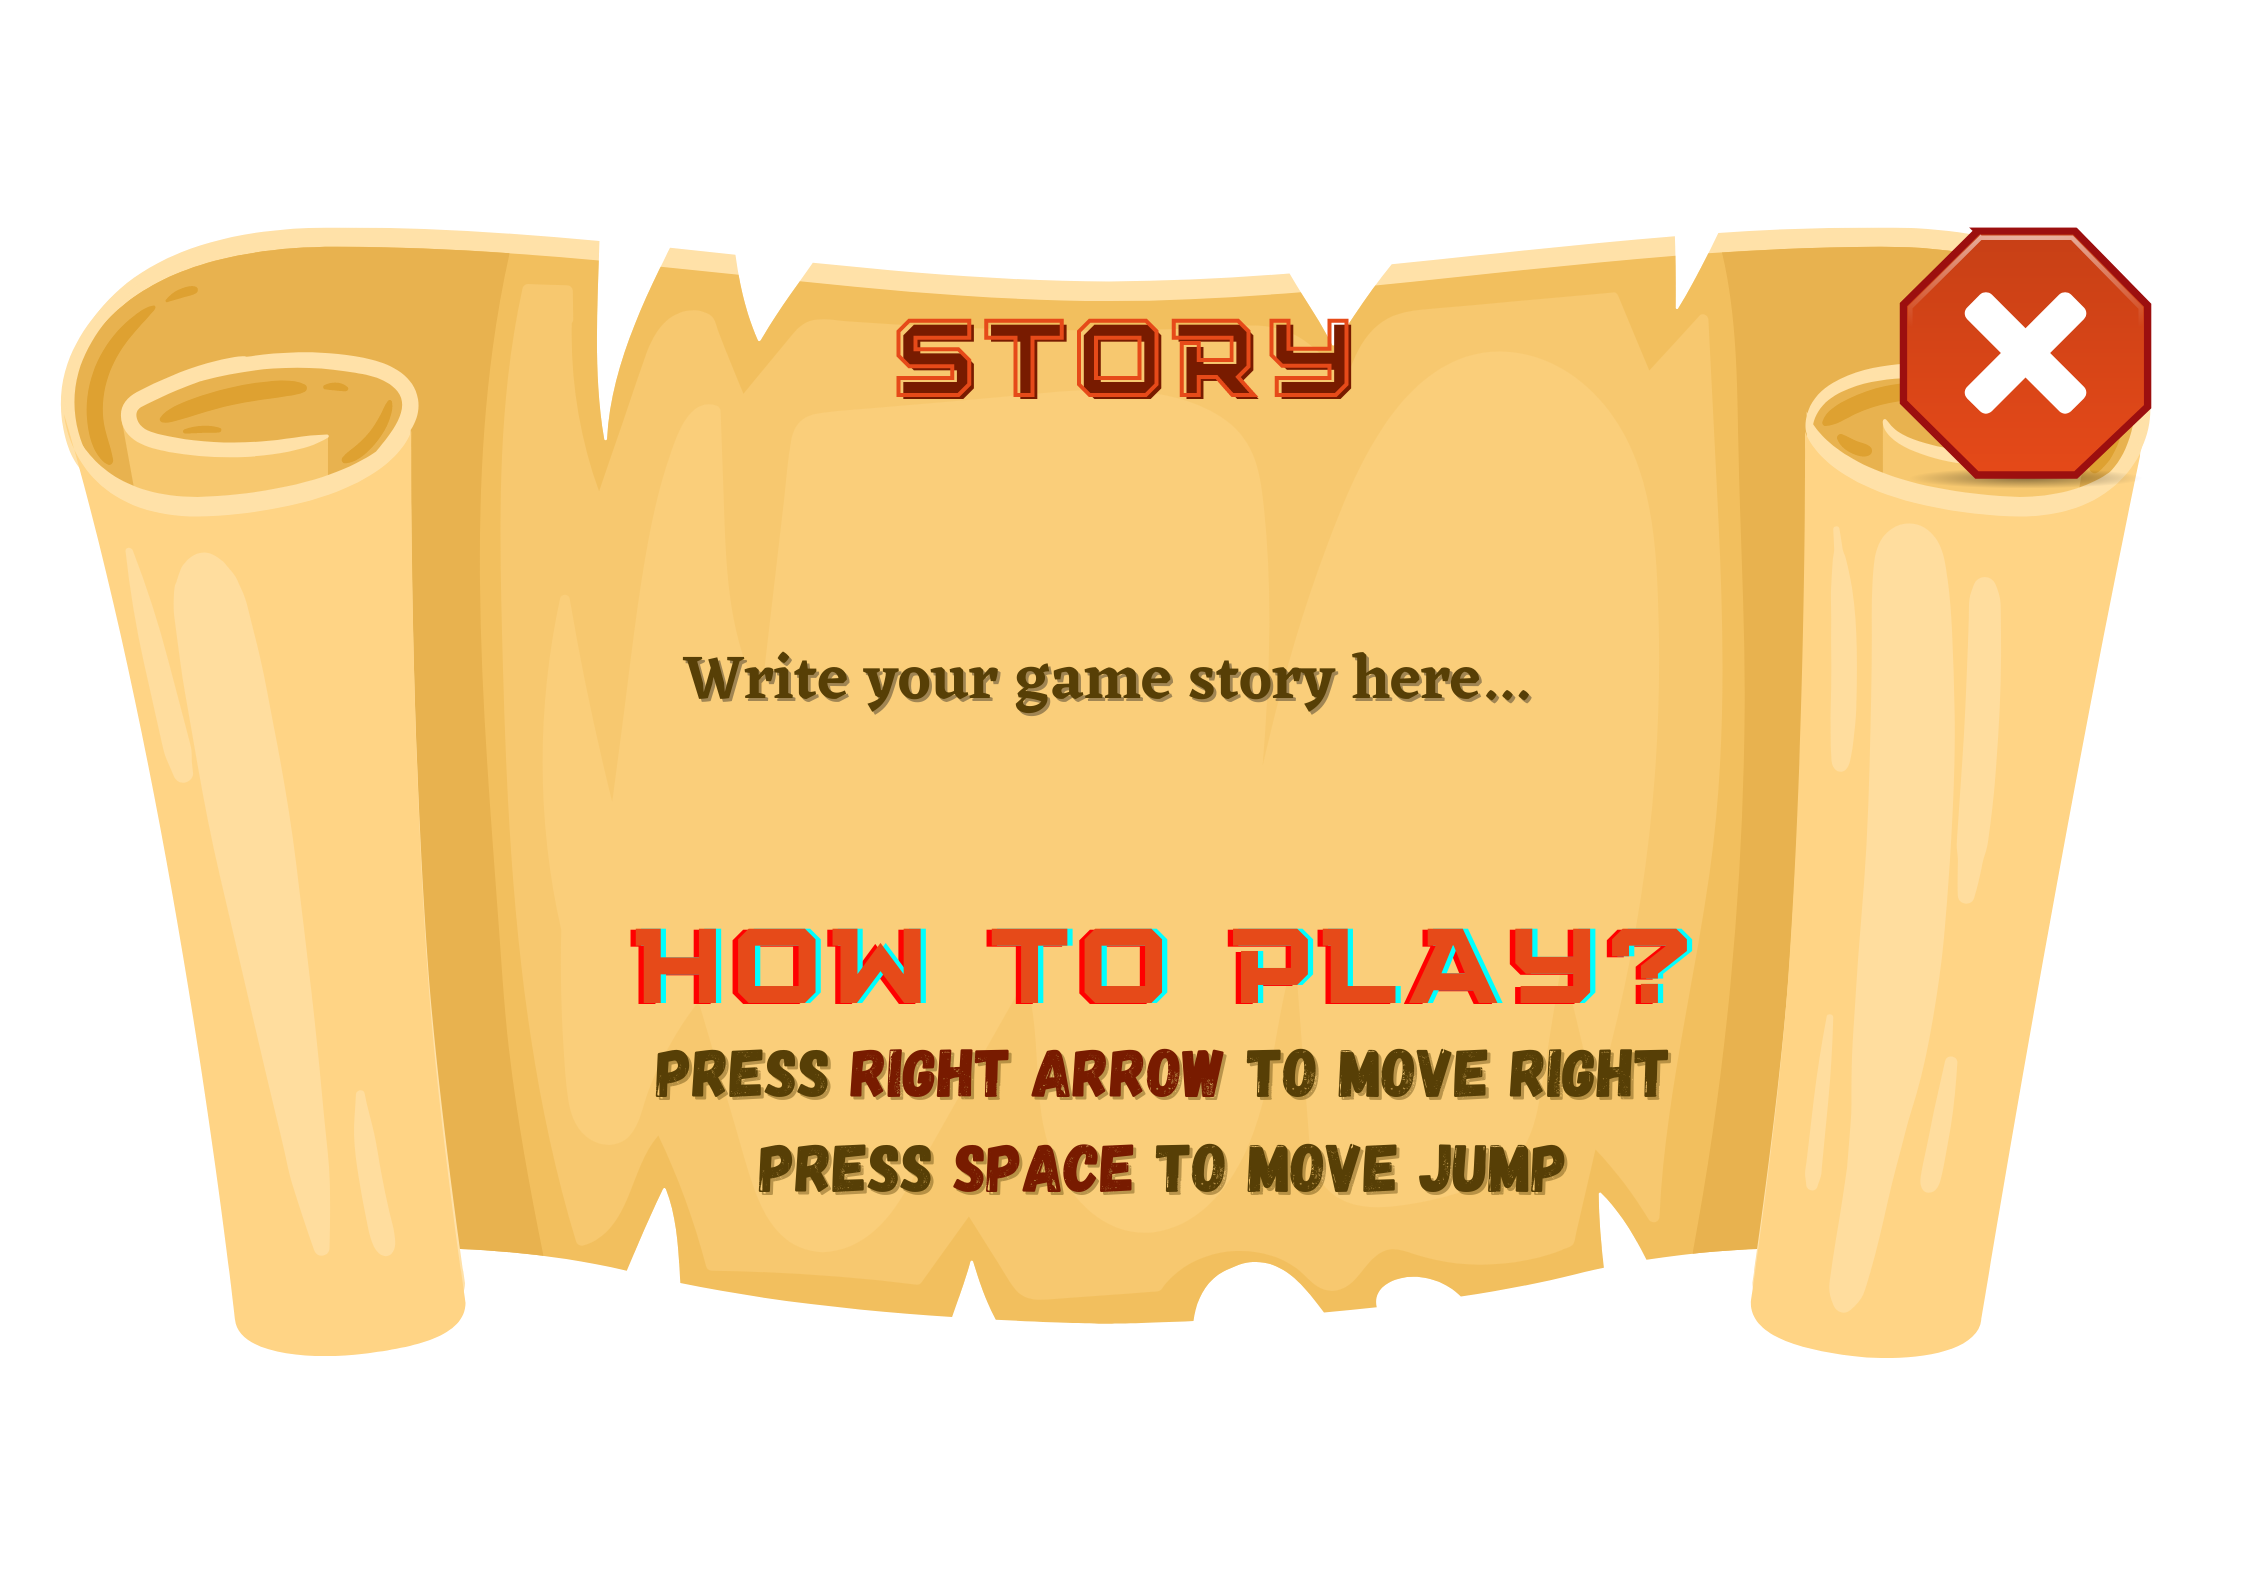 STORY
Write your game story here...
HOW TO PLAY?
PRESS RIGHT ARROW TO MOVE RIGHT
PRESS SPACE TO MOVE JUMP